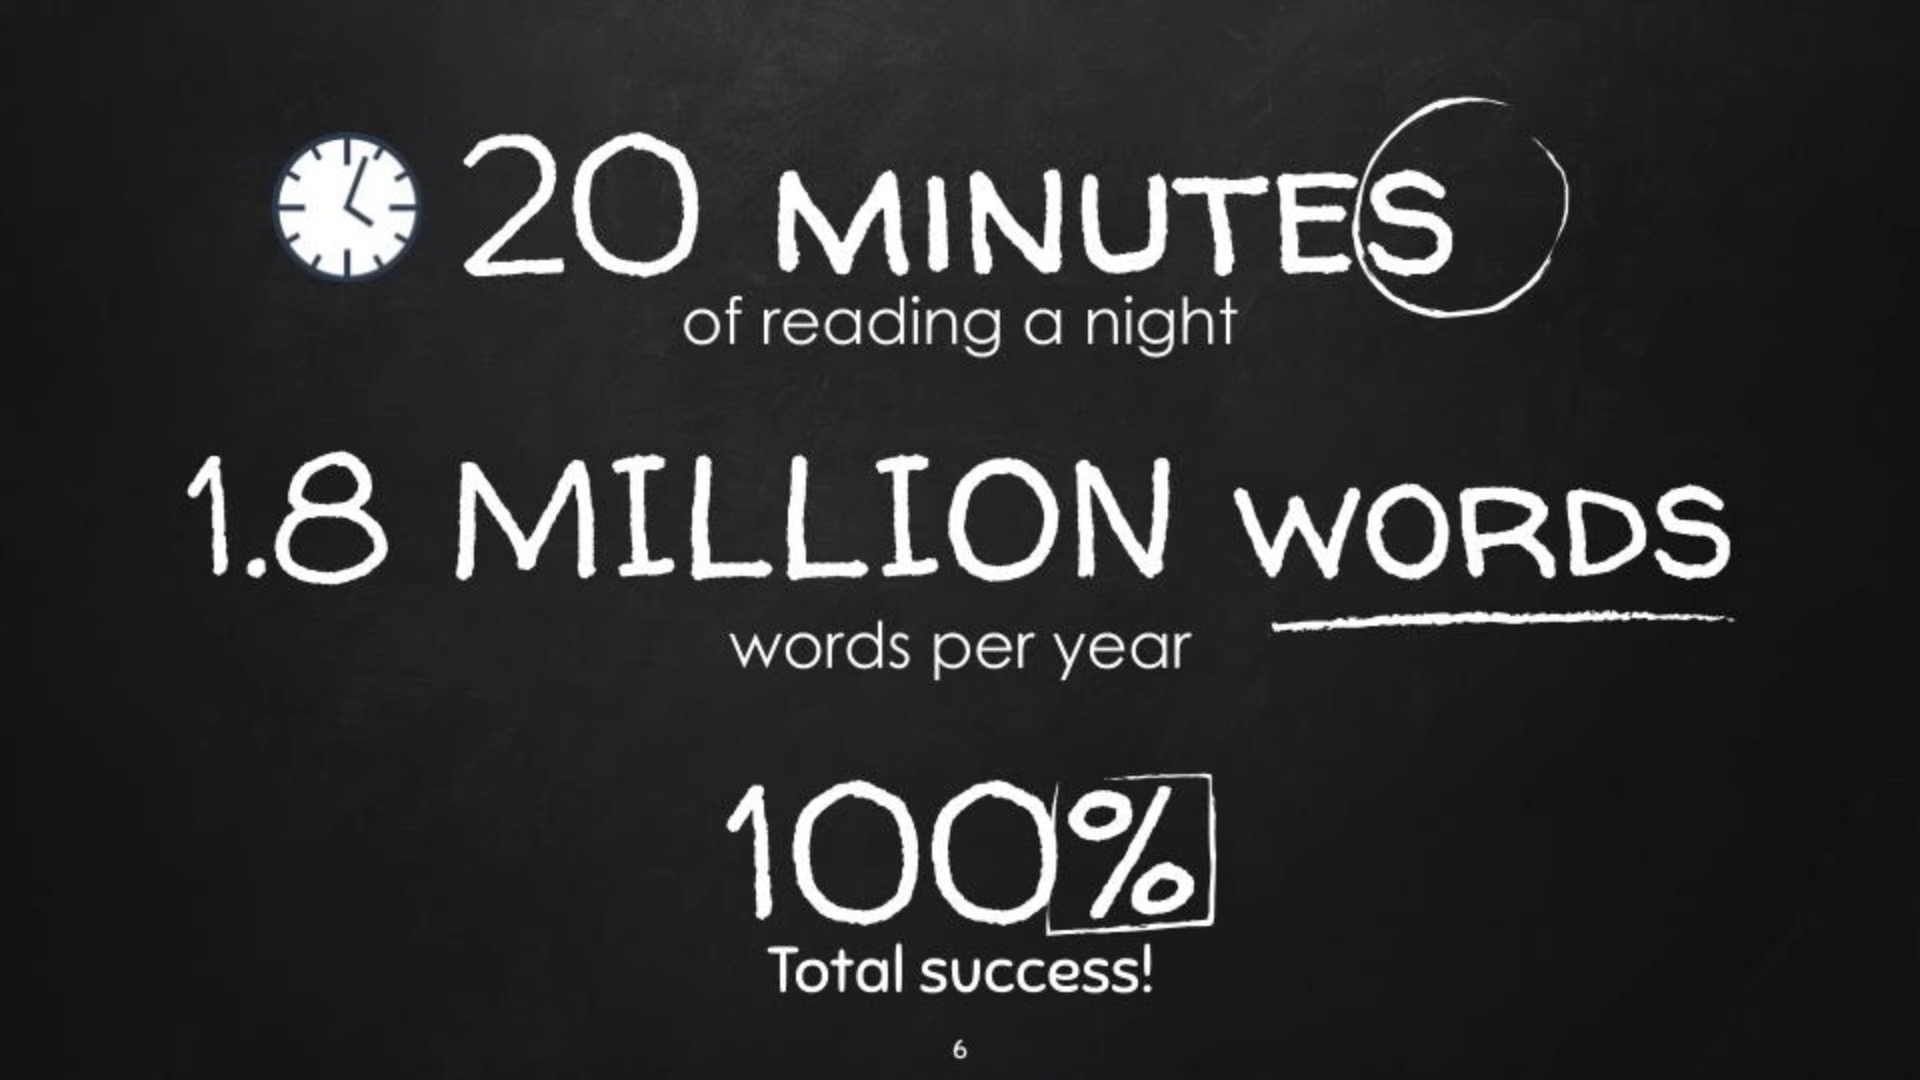 20 MINUTES
of reading a night
1.8 MILLION WORDS
words per year
100%
Total success!
6